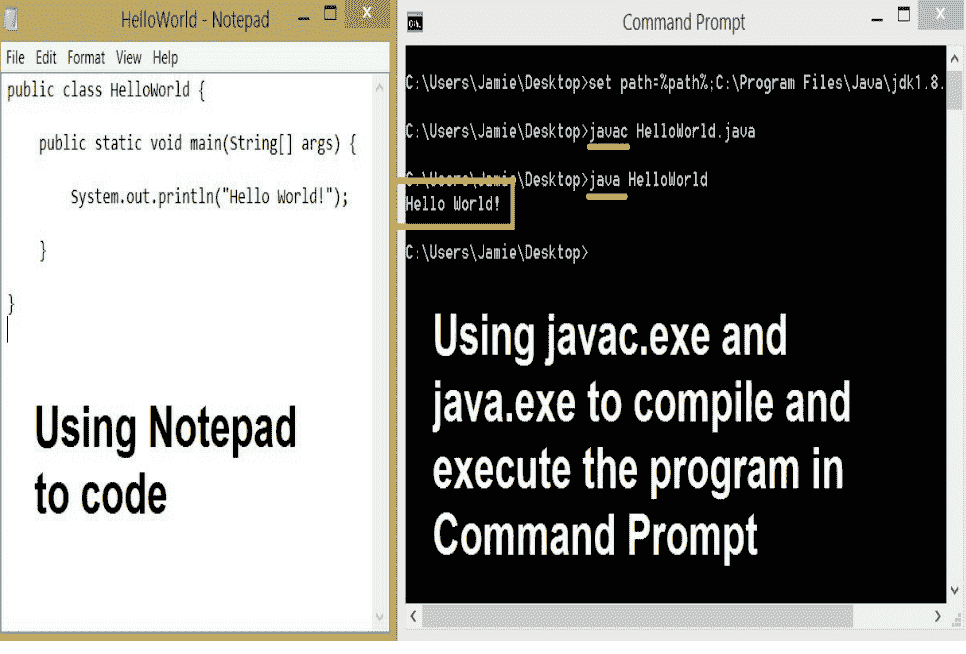 HelloWorld - Notepad
File Edit Format View Help
public class HelloWorld {
public static void main(String[] args) {
System.out.println("Hello World!");
}
}
Using Notepad
to code
Command Prompt
C:\Users\Jamie\Desktop>set path=%path%;C:\Program Files\Java\jdk1.8.
C:\Users\Jamie\Desktop>javac HelloWorld.java
C:\Users\Jamie\Desktop>java HelloWorld
Hello World!
C:\Users\Jamie\Desktop>
Using javac.exe and
java.exe to compile and
execute the program in
Command Prompt